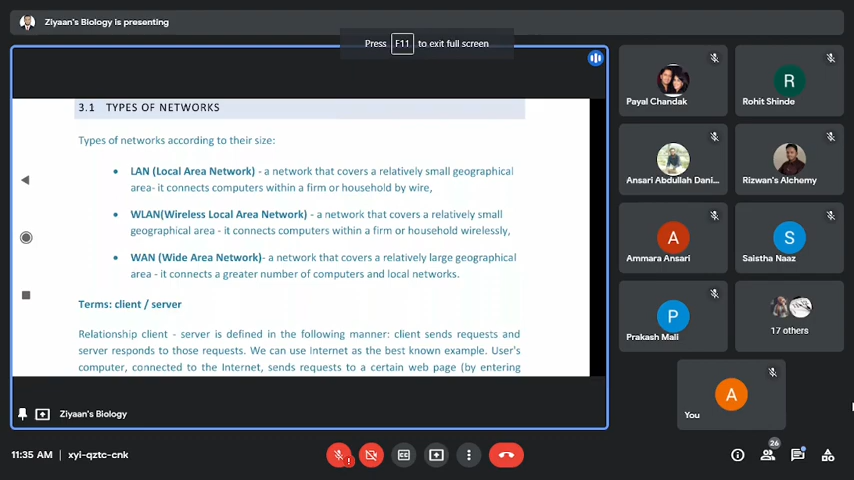 Ziyaan's Biology is presenting
Press F11 to exit full screen
3.1 TYPES OF NETWORKS
Types of networks according to their size:
• LAN (Local Area Network) - a network that covers a relatively small geographical
area- it connects computers within a firm or household by wire,
• WLAN(Wireless Local Area Network) - a network that covers a relatively small
geographical area - it connects computers within a firm or household wirelessly,
• WAN (Wide Area Network)- a network that covers a relatively large geographical
area - it connects a greater number of computers and local networks.
Terms: client / server
Relationship client - server is defined in the following manner: client sends requests and
server responds to those requests. We can use Internet as the best known example. User's
computer, connected to the Internet, sends requests to a certain web page (by entering
Ziyaan's Biology
Payal Chandak
R
Rohit Shinde
Ansari Abdullah Dani...
Rizwan's Alchemy
A
Ammara Ansari
S
Saistha Naaz
P
Prakash Mali
17 others
A
You
11:35 AM | xyi-qztc-cnk
26